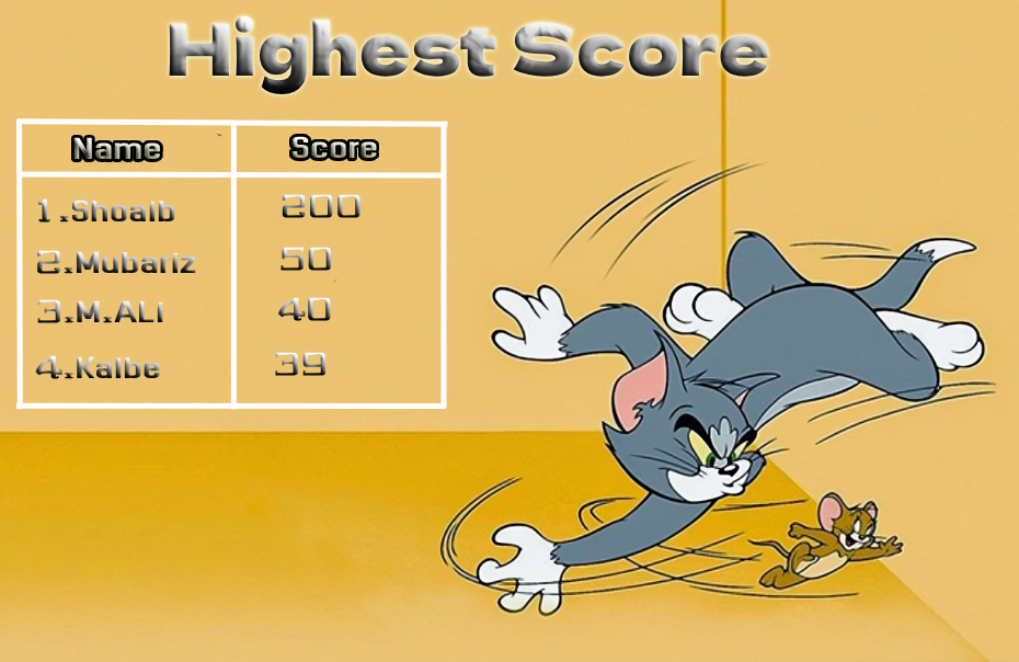 Highest Score
Name Score
1.Shoaib 200
2.Mubariz 50
3.M.ALi 40
4.Kalbe 39